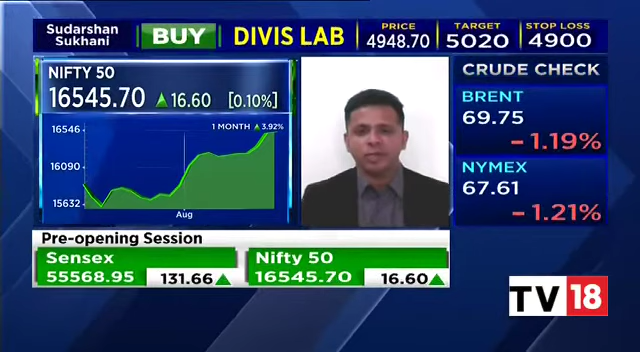 Sudarshan
Sukhani
BUY
DIVIS LAB
PRICE
4948.70
TARGET
5020
STOP LOSS
4900
NIFTY 50
16545.70 16.60 [0.10%]
1 MONTH 3.92%
16546
16090
15632
Aug
CRUDE CHECK
BRENT
69.75
-1.19%
NYMEX
67.61
-1.21%
Pre-opening Session
Sensex
55568.95 131.66
Nifty 50
16545.70 16.60
TV 18